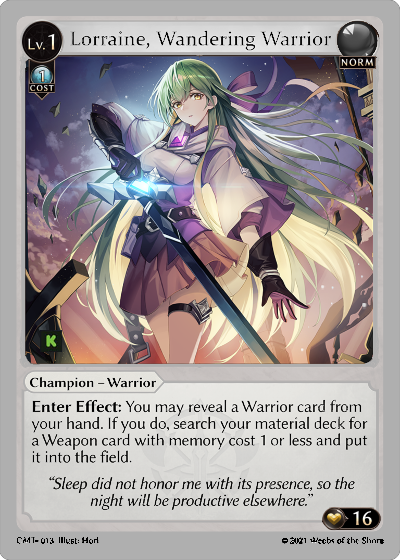 Lv.1
Lorraine, Wandering Warrior
NORM
1
COST
K
Champion – Warrior
Enter Effect: You may reveal a Warrior card from
your hand. If you do, search your material deck for
a Weapon card with memory cost 1 or less and put
it into the field.
“Sleep did not honor me with its presence, so the
night will be productive elsewhere.”
16
013 Illust: Hori
© 2021 Weebs of the Shore